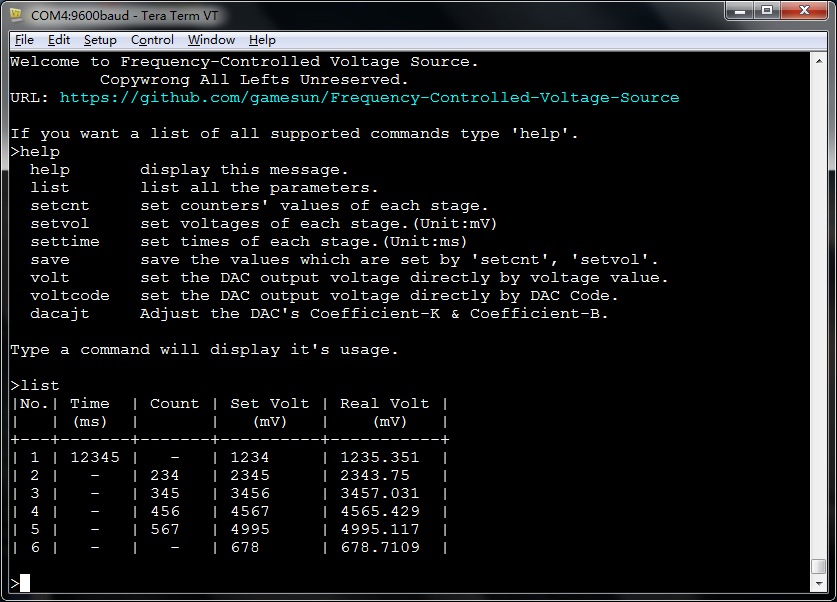 COM4:9600baud - Tera Term VT
File Edit Setup Control Window Help
Welcome to Frequency-Controlled Voltage Source.
         Copywrong All Lefts Unreserved.
URL: https://github.com/gamesun/Frequency-Controlled-Voltage-Source

If you want a list of all supported commands type 'help'.
>help
  help       display this message.
  list       list all the parameters.
  setcnt     set counters' values of each stage.
  setvol     set voltages of each stage.(Unit:mV)
  settime    set times of each stage.(Unit:ms)
  save       save the values which are set by 'setcnt', 'setvol'.
  volt       set the DAC output voltage directly by voltage value.
  voltcode   set the DAC output voltage directly by DAC Code.
  dacajt     Adjust the DAC's Coefficient-K & Coefficient-B.

Type a command will display it's usage.

>list
|No.| Time  | Count | Set Volt | Real Volt |
|   | (ms)  |       |   (mV)   |    (mV)   |
+---+-------+-------+----------+-----------+
| 1 | 12345 |   -   | 1234     | 1235.351  |
| 2 |   -   | 234   | 2345     | 2343.75   |
| 3 |   -   | 345   | 3456     | 3457.031  |
| 4 |   -   | 456   | 4567     | 4565.429  |
| 5 |   -   | 567   | 4995     | 4995.117  |
| 6 |   -   |   -   | 678      | 678.7109  |

>